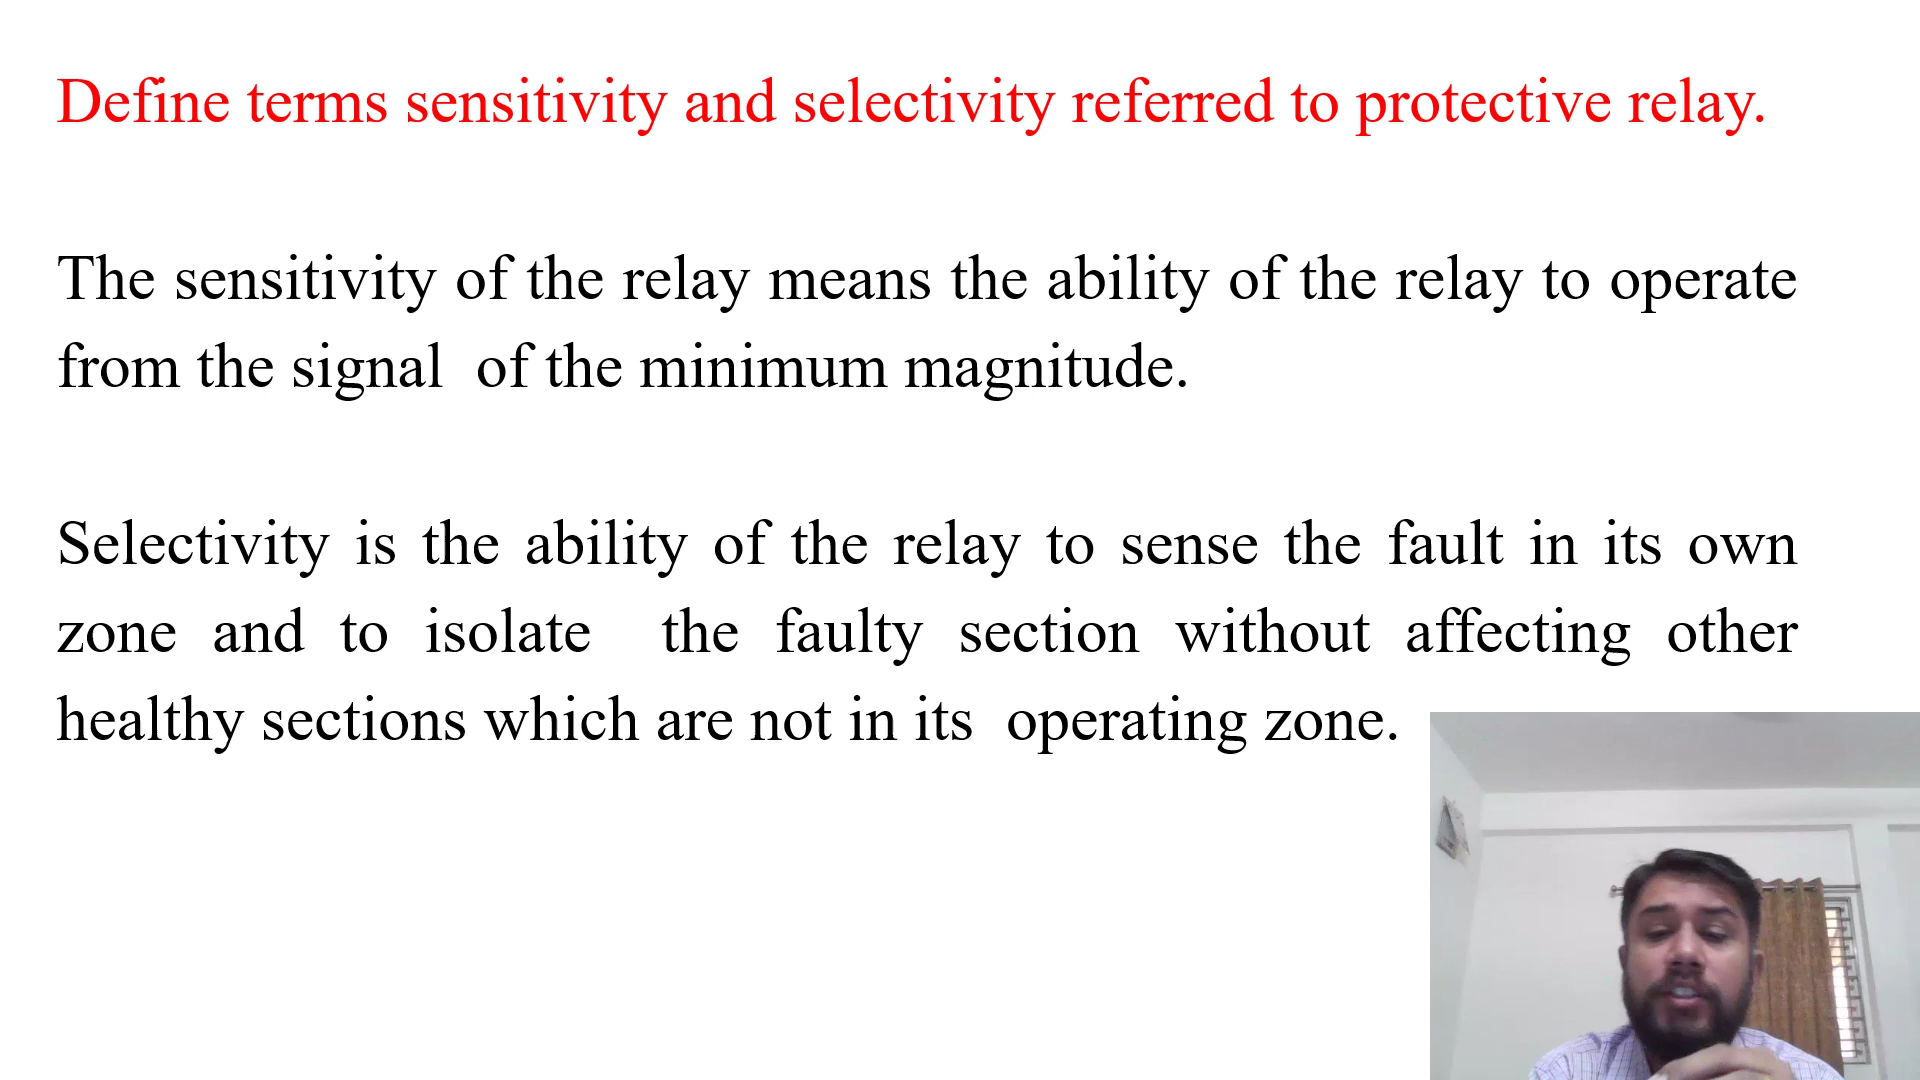 Define terms sensitivity and selectivity referred to protective relay.
The sensitivity of the relay means the ability of the relay to operate
from the signal of the minimum magnitude.
Selectivity is the ability of the relay to sense the fault in its own
zone and to isolate the faulty section without affecting other
healthy sections which are not in its operating zone.